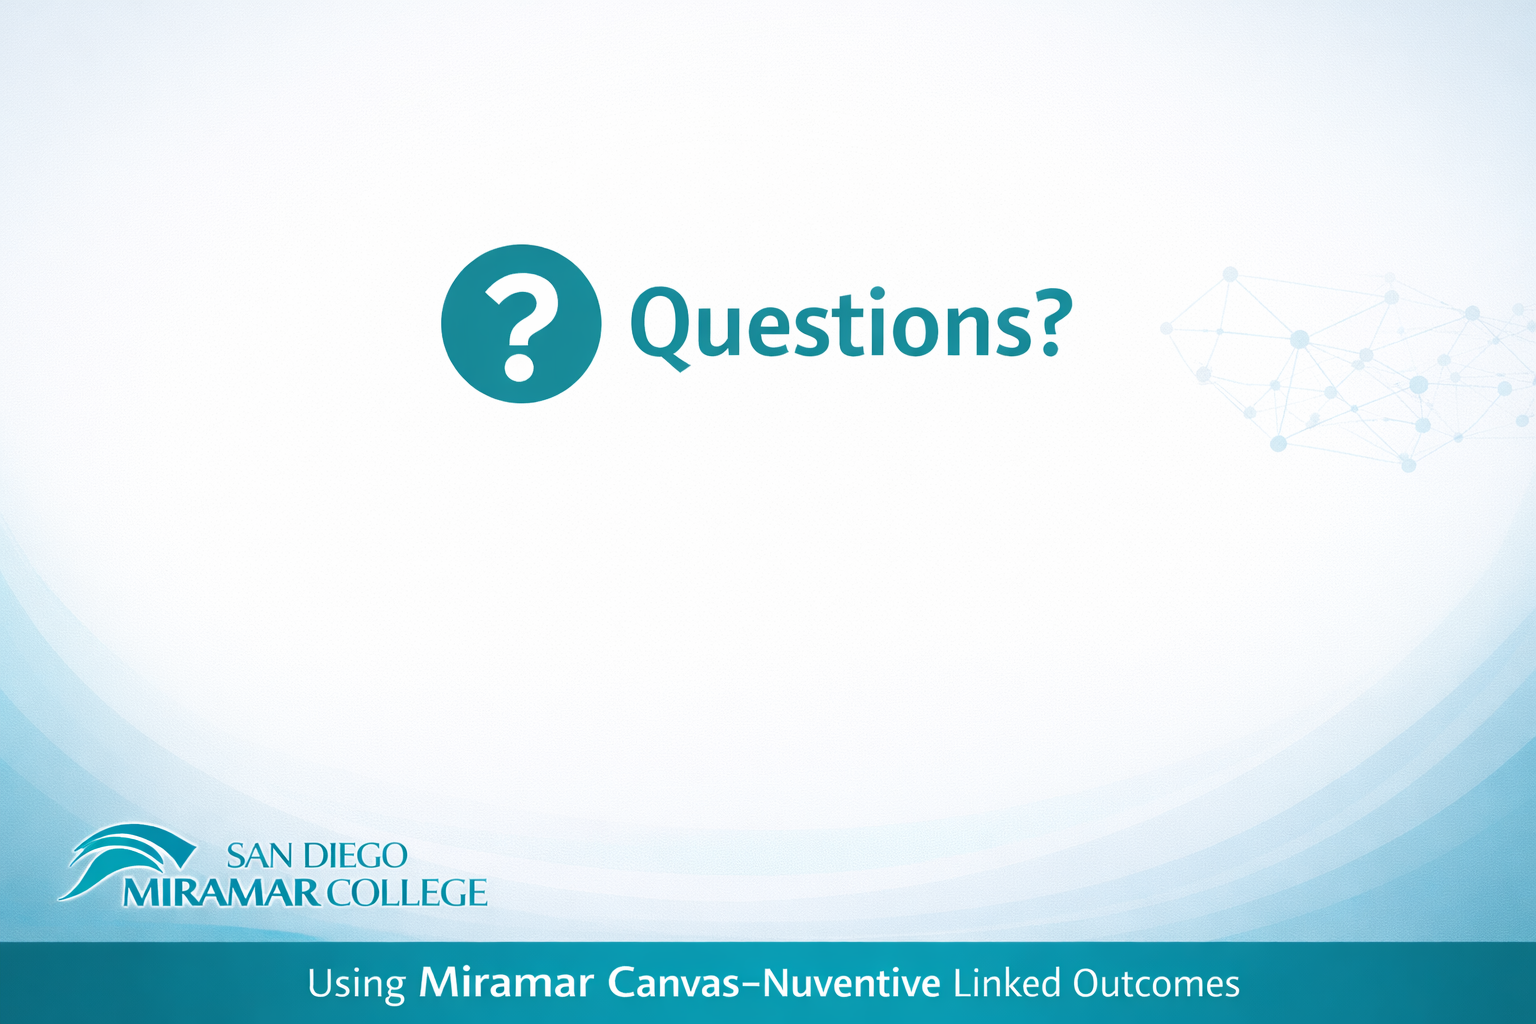 ? Questions?
SAN DIEGO
MIRAMAR COLLEGE
Using Miramar Canvas–Nuventive Linked Outcomes